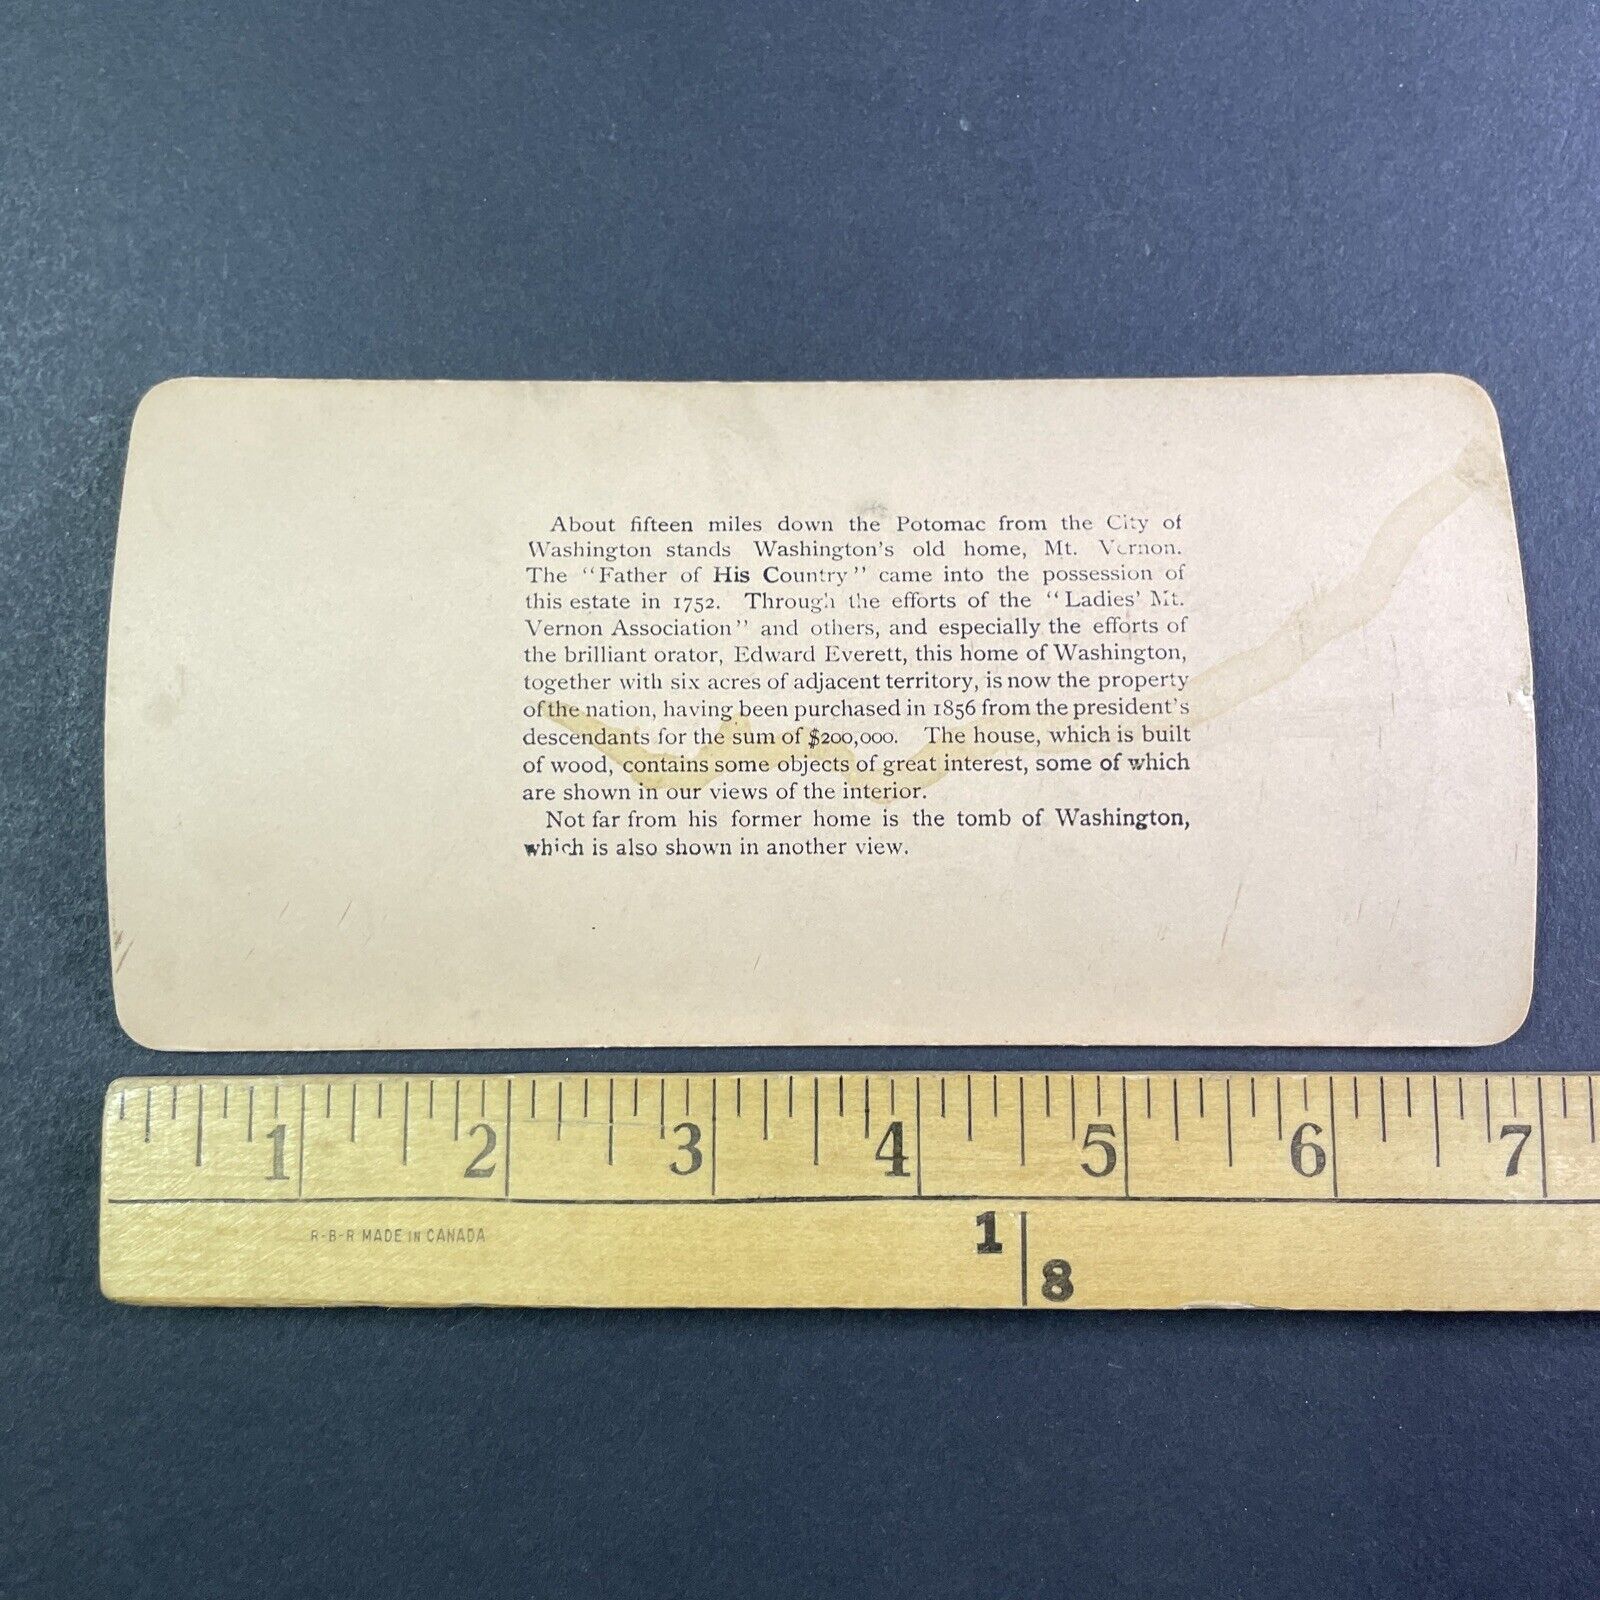 About fifteen miles down the Potomac from the City of
Washington stands Washington's old home, Mt. Vernon.
The "Father of His Country" came into the possession of
this estate in 1752. Through the efforts of the "Ladies' Mt.
Vernon Association" and others, and especially the efforts of
the brilliant orator, Edward Everett, this home of Washington,
together with six acres of adjacent territory, is now the property
of the nation, having been purchased in 1856 from the president's
descendants for the sum of $200,000. The house, which is built
of wood, contains some objects of great interest, some of which
are shown in our views of the interior.
Not far from his former home is the tomb of Washington,
which is also shown in another view.
1 2 3 4 5 6 7
R-B-R MADE IN CANADA
1
8